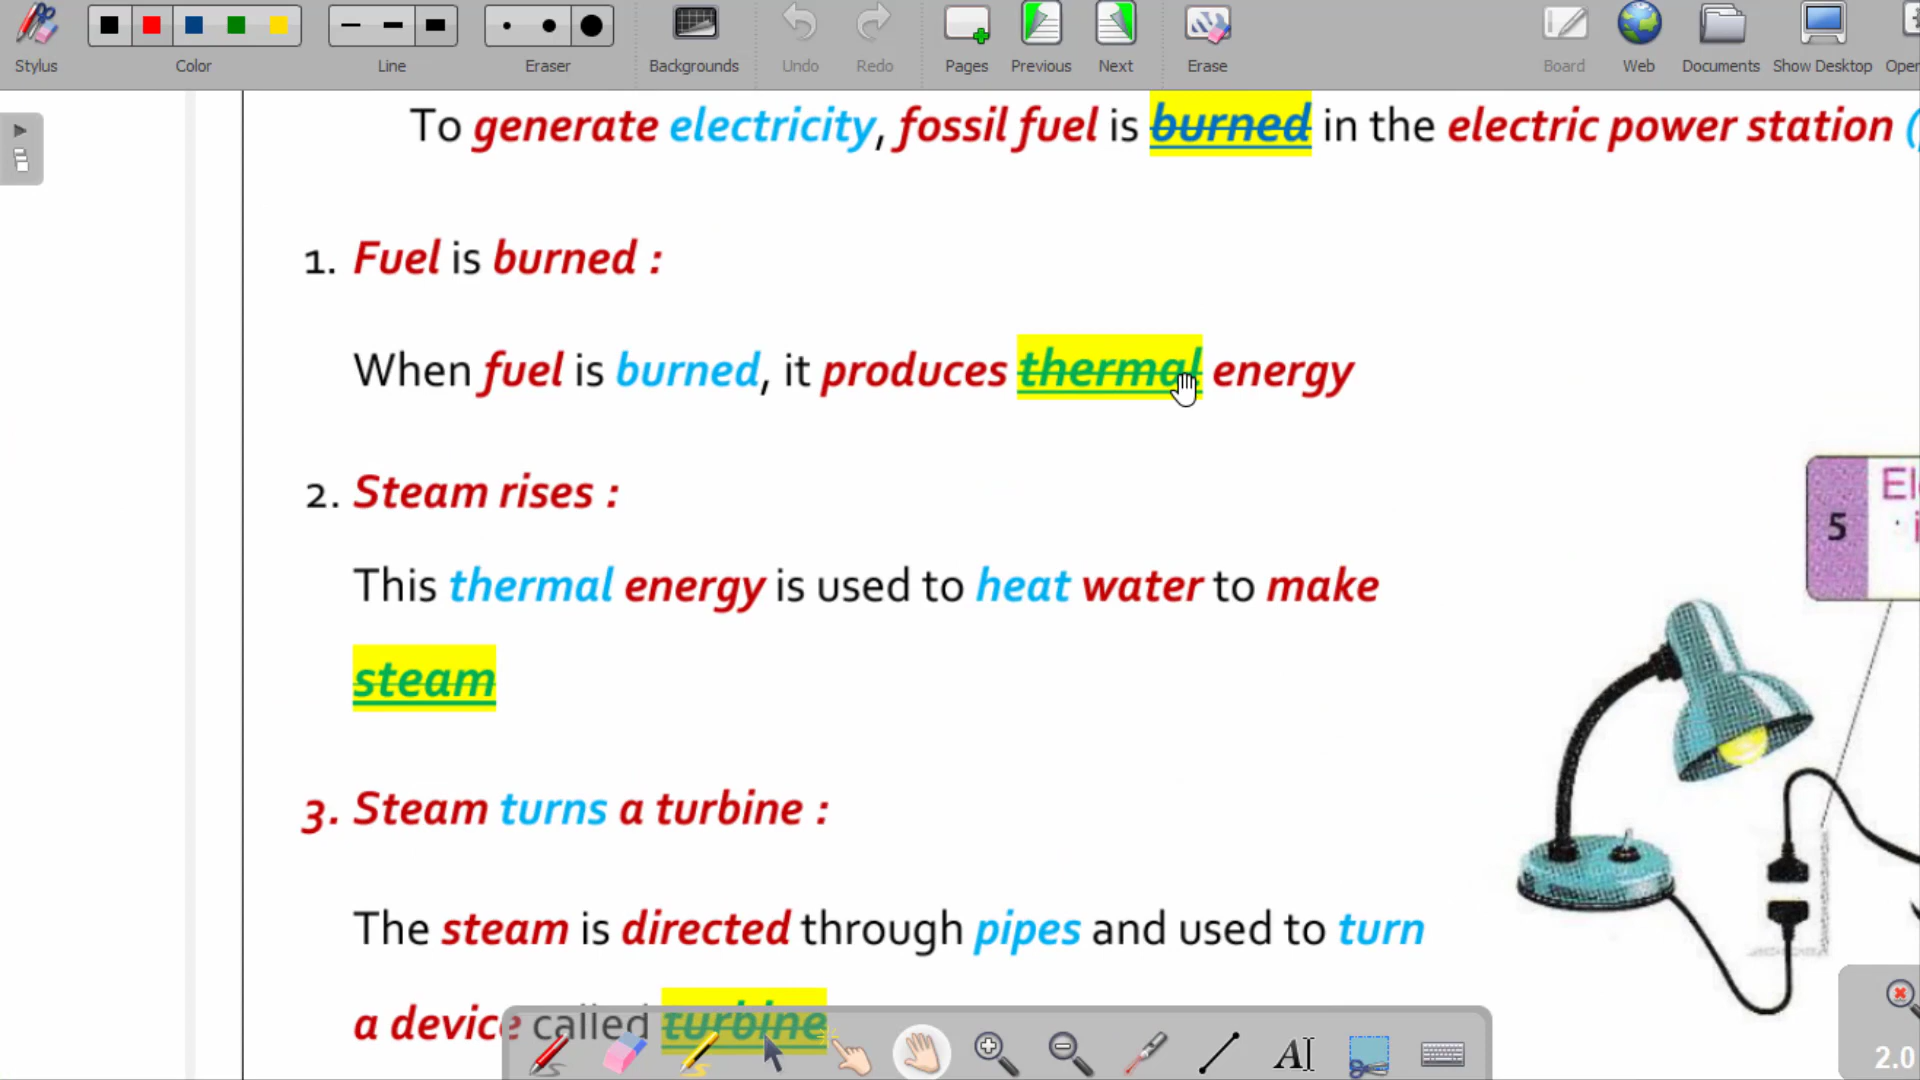 Stylus Color Line Eraser Backgrounds Undo Redo Pages Previous Next Erase Board Web Documents Show Desktop
To generate electricity, fossil fuel is burned in the electric power station (
1. Fuel is burned :
When fuel is burned, it produces thermal energy
2. Steam rises :
This thermal energy is used to heat water to make
steam
5
3. Steam turns a turbine :
The steam is directed through pipes and used to turn
a device called turbine
2.0